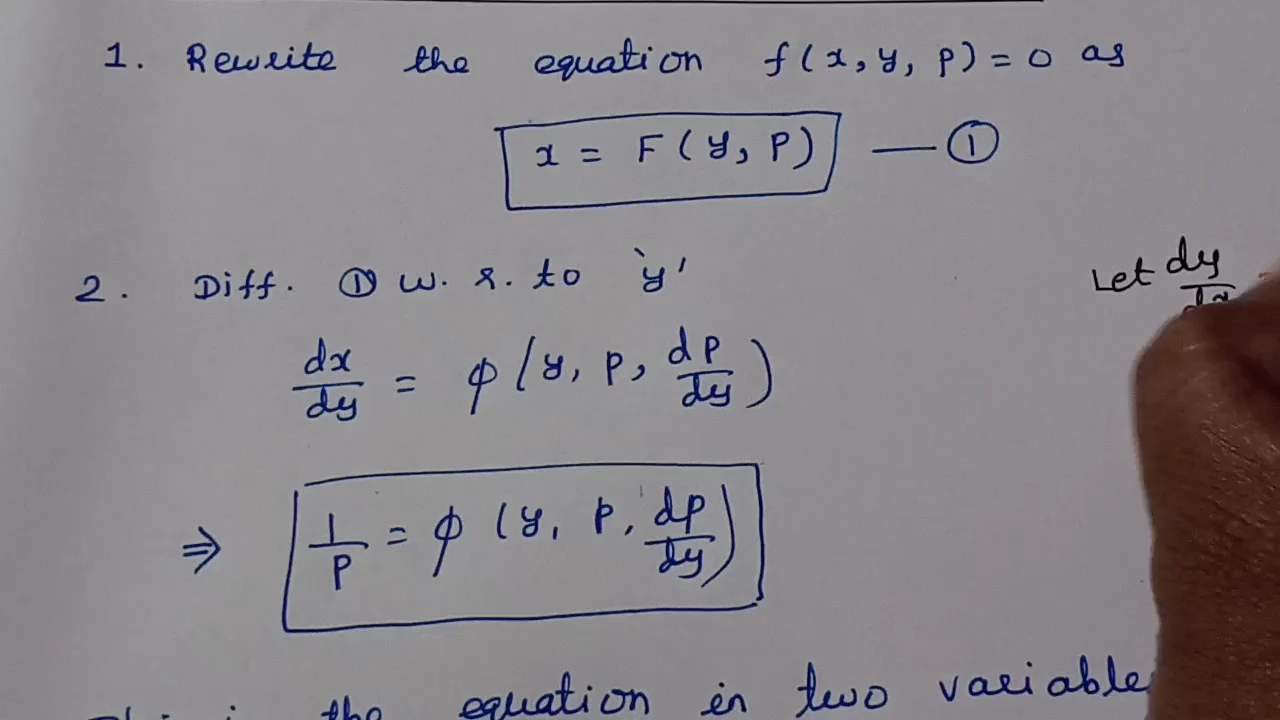 1. Rewrite the equation f(x, y, p) = 0 as
x = F(y, p) — ①
2. Diff. ① w.r. to 'y'
Let dy/dx
dx/dy = φ(y, p, dp/dy)
⇒ 1/p = φ(y, p, dp/dy)
the equation in two variable